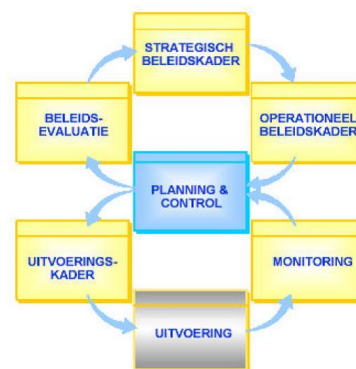 STRATEGISCH
BELEIDSKADER
BELEIDS-
EVALUATIE
OPERATIONEEL
BELEIDSKADER
PLANNING &
CONTROL
UITVOERINGS-
KADER
MONITORING
UITVOERING